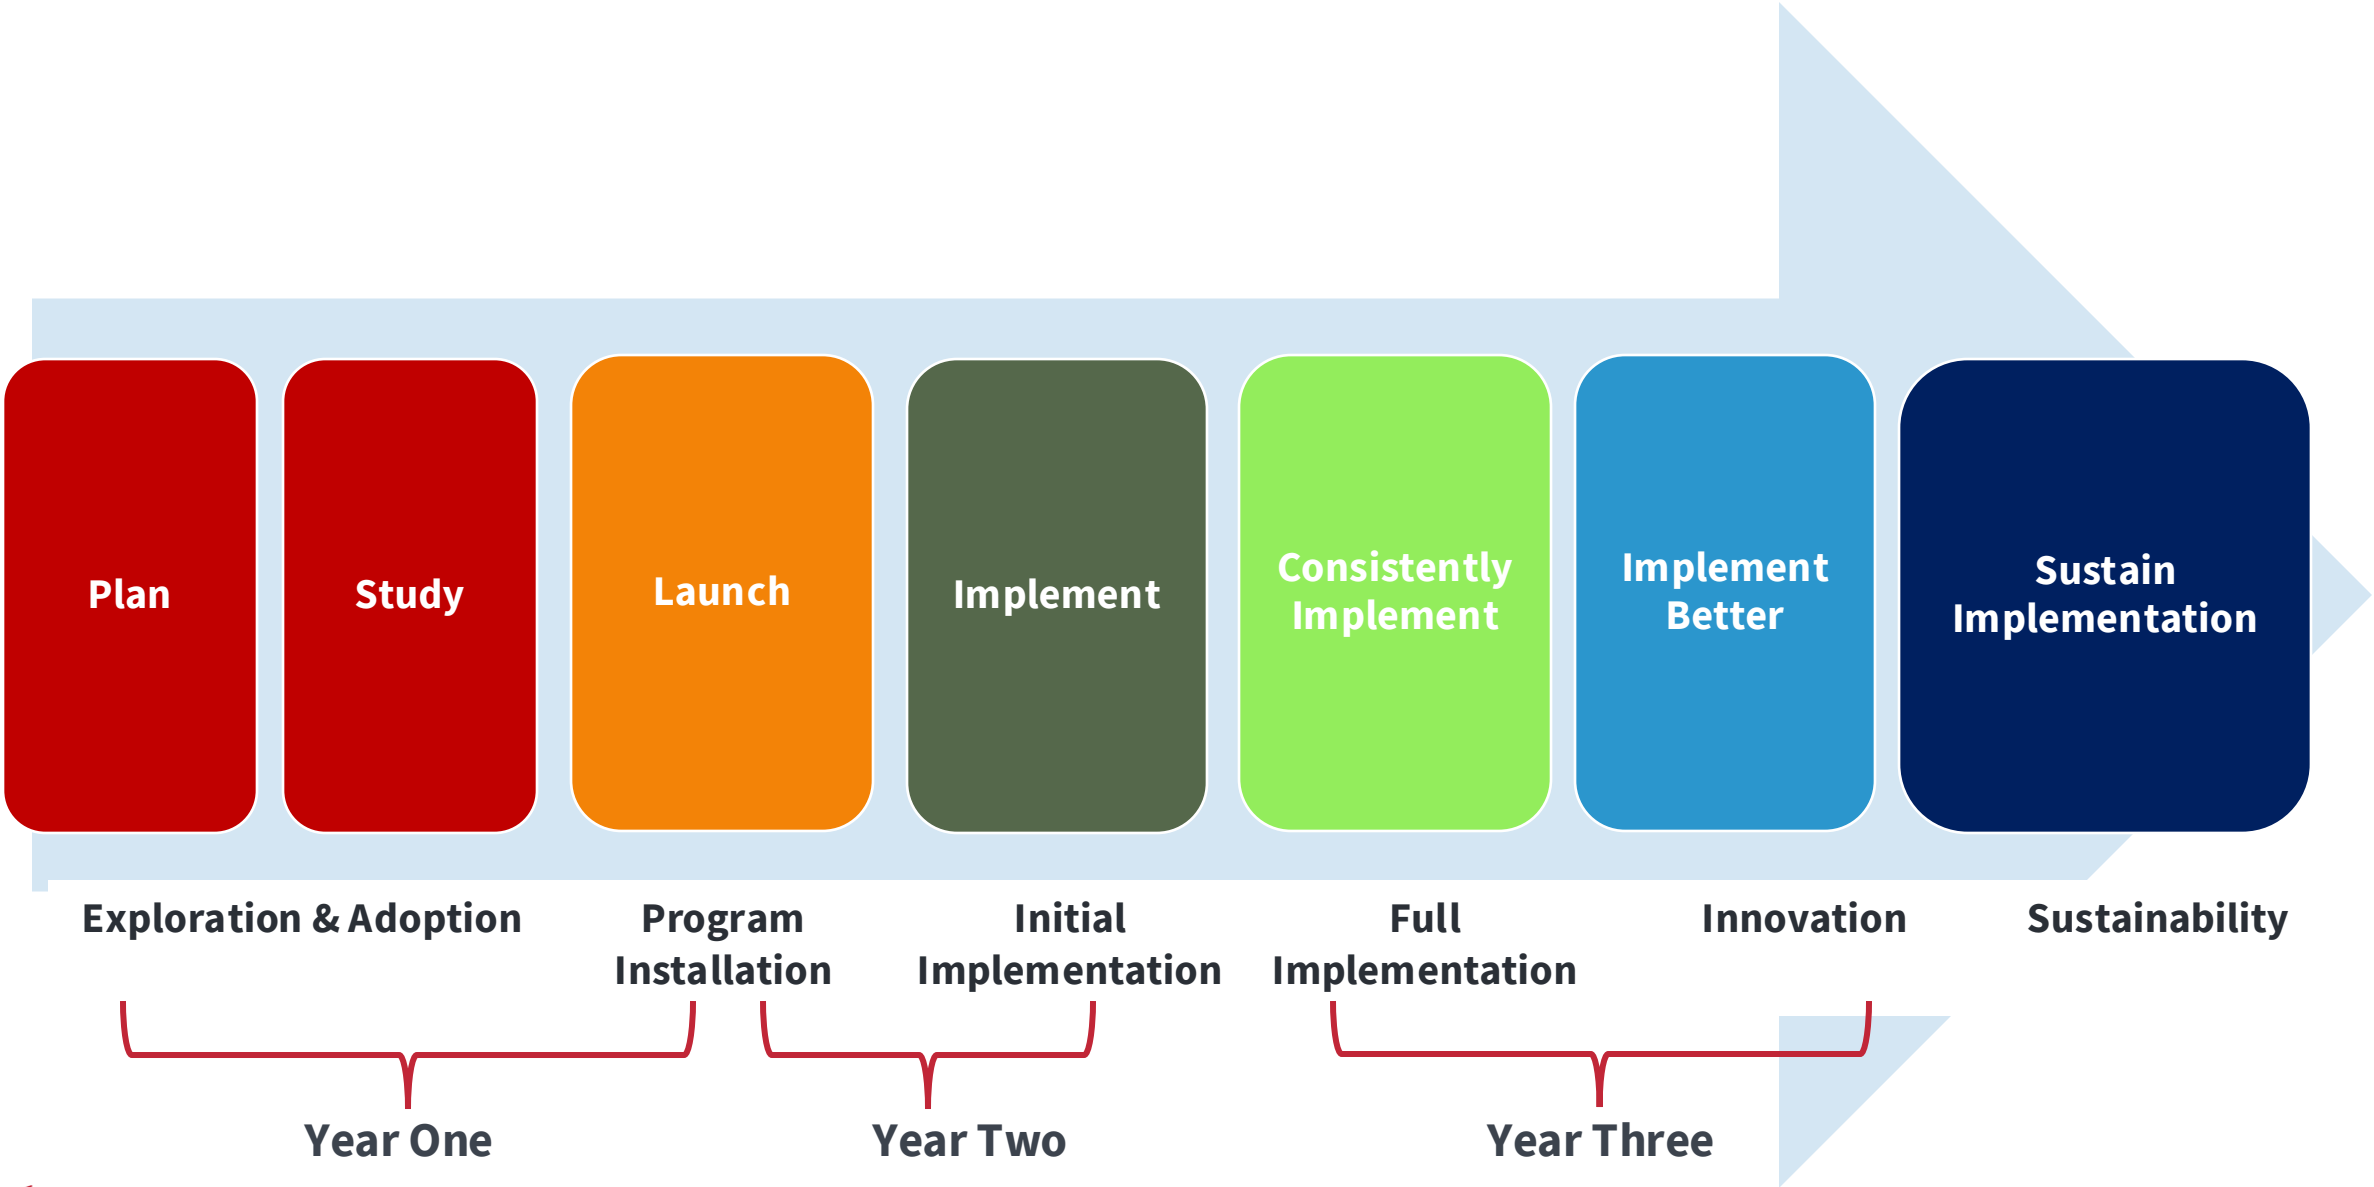 Plan
Study
Launch
Implement
Consistently
Implement
Implement
Better
Sustain
Implementation
Exploration & Adoption
Program
Installation
Initial
Implementation
Full
Implementation
Innovation
Sustainability
Year One
Year Two
Year Three